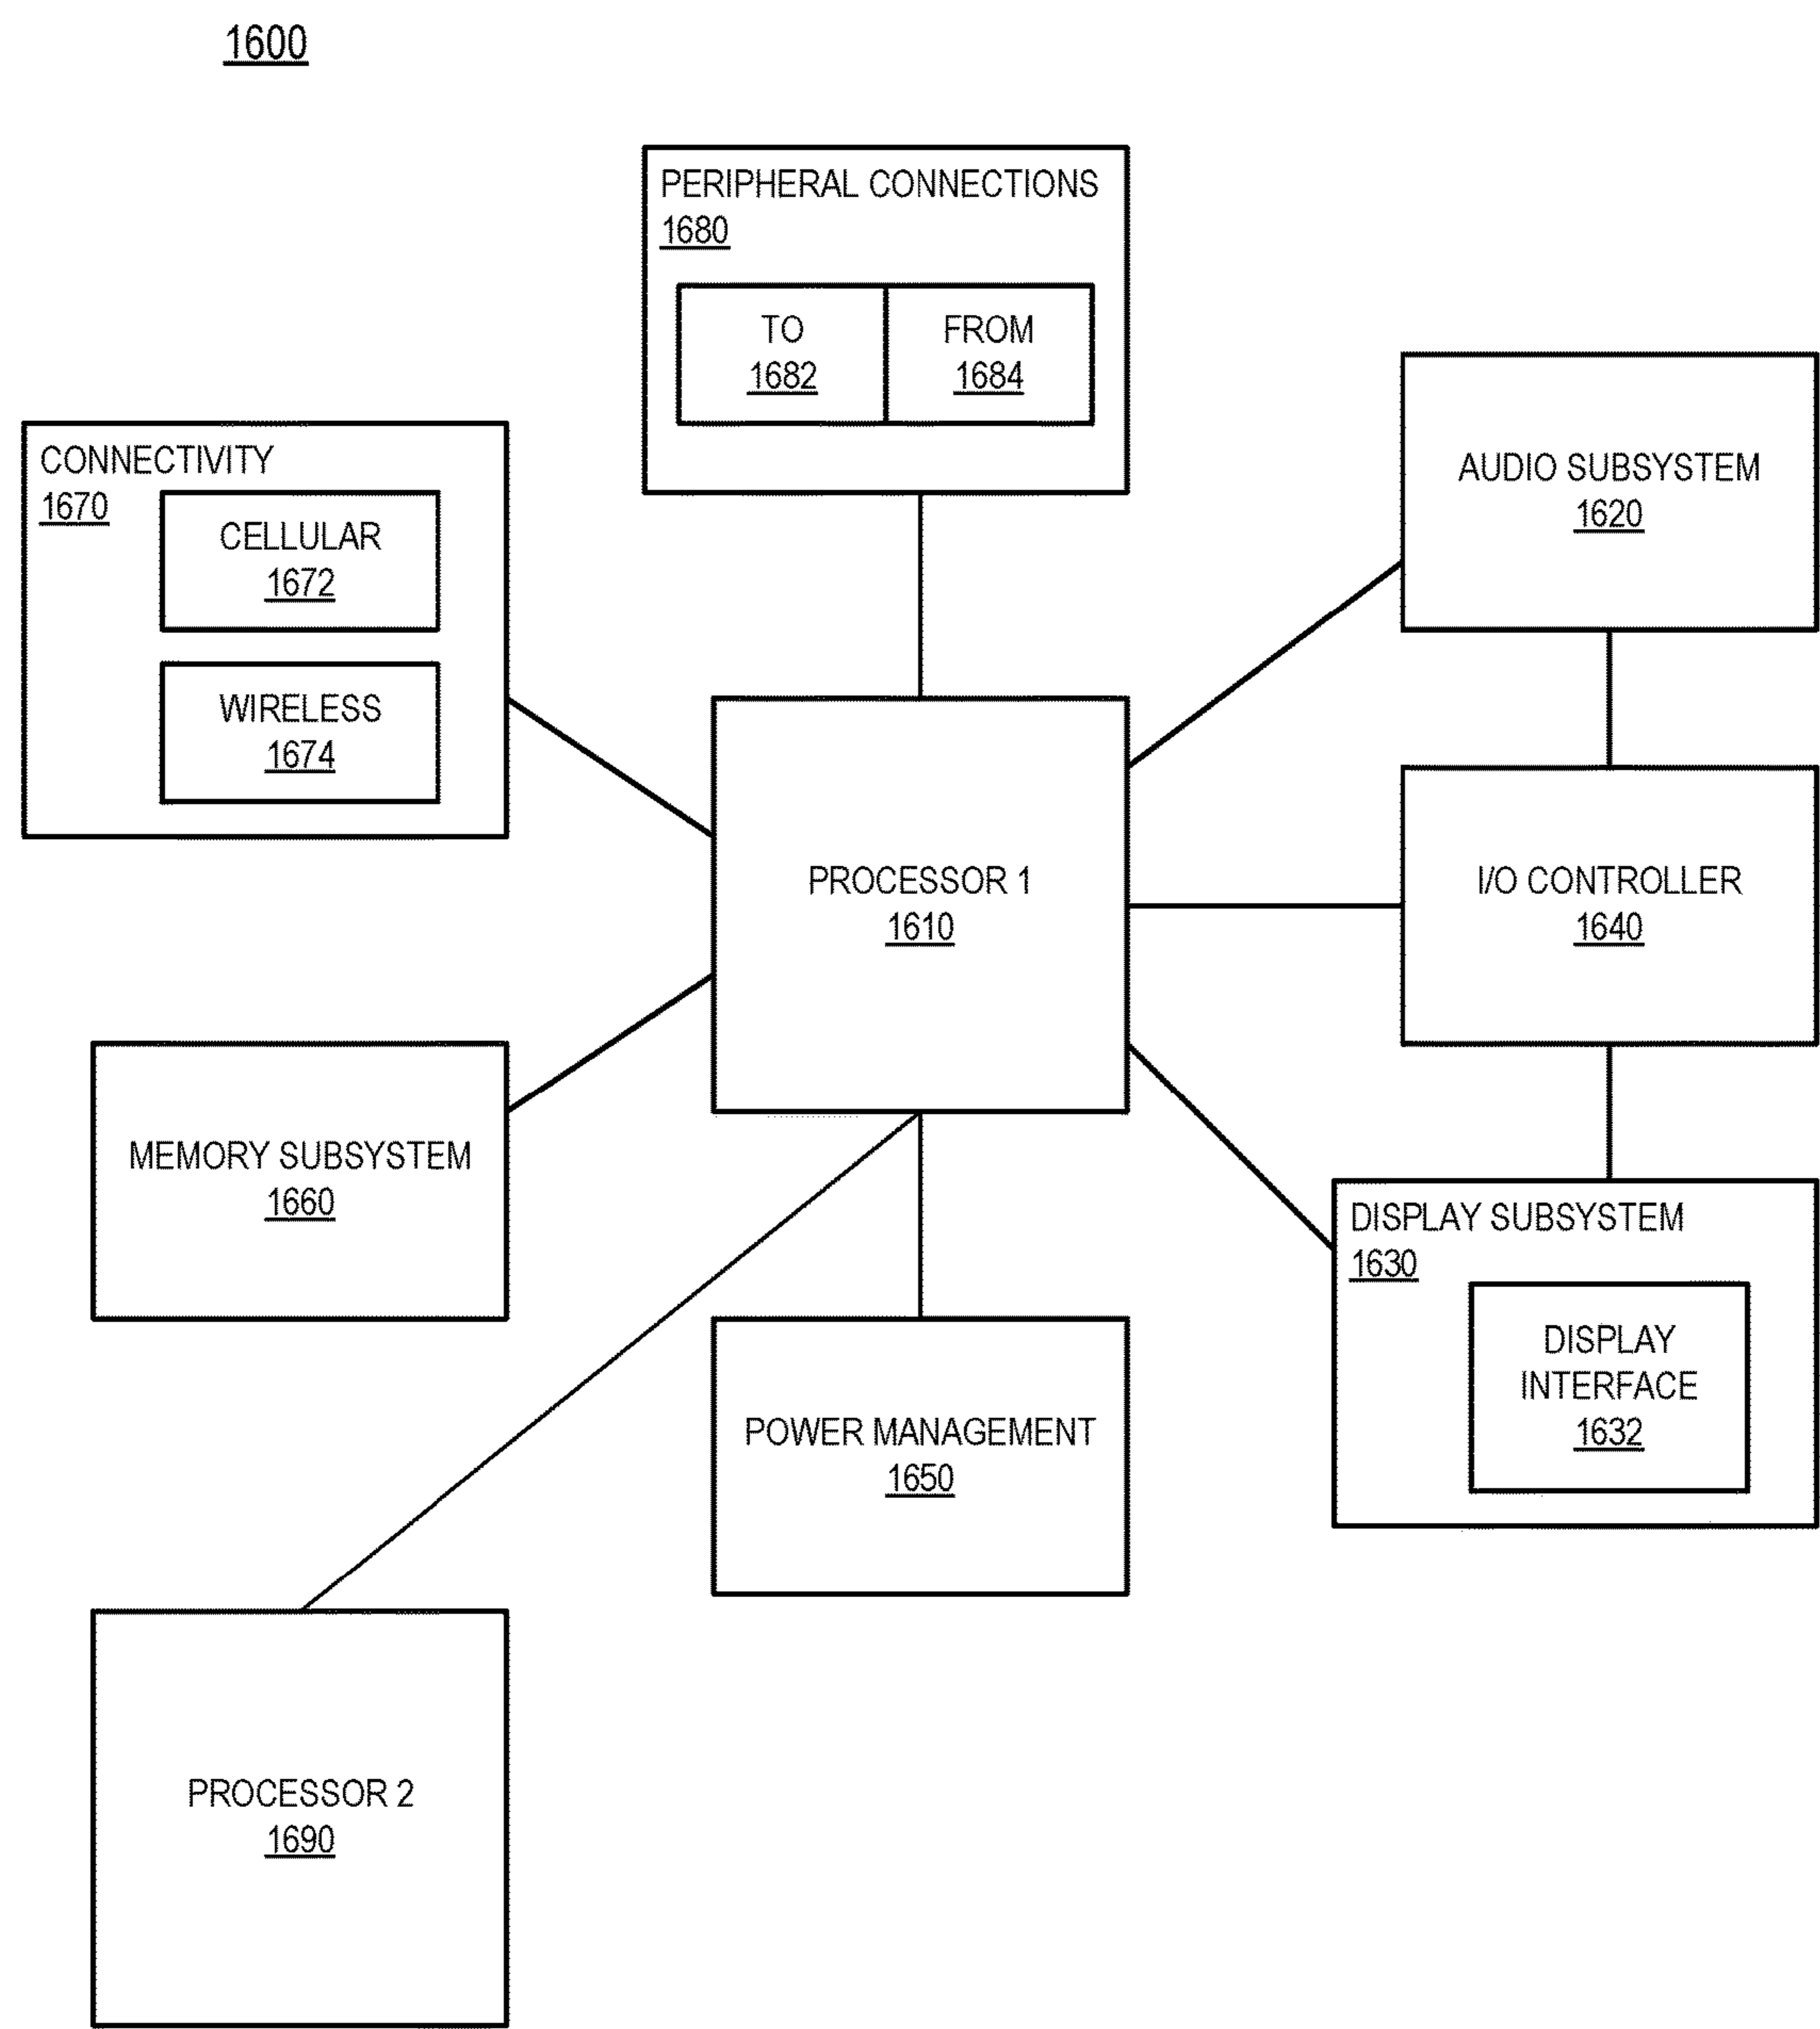 1600
PERIPHERAL CONNECTIONS
1680
TO
1682
FROM
1684
CONNECTIVITY
1670
CELLULAR
1672
WIRELESS
1674
AUDIO SUBSYSTEM
1620
PROCESSOR 1
1610
I/O CONTROLLER
1640
MEMORY SUBSYSTEM
1660
DISPLAY SUBSYSTEM
1630
DISPLAY
INTERFACE
1632
POWER MANAGEMENT
1650
PROCESSOR 2
1690